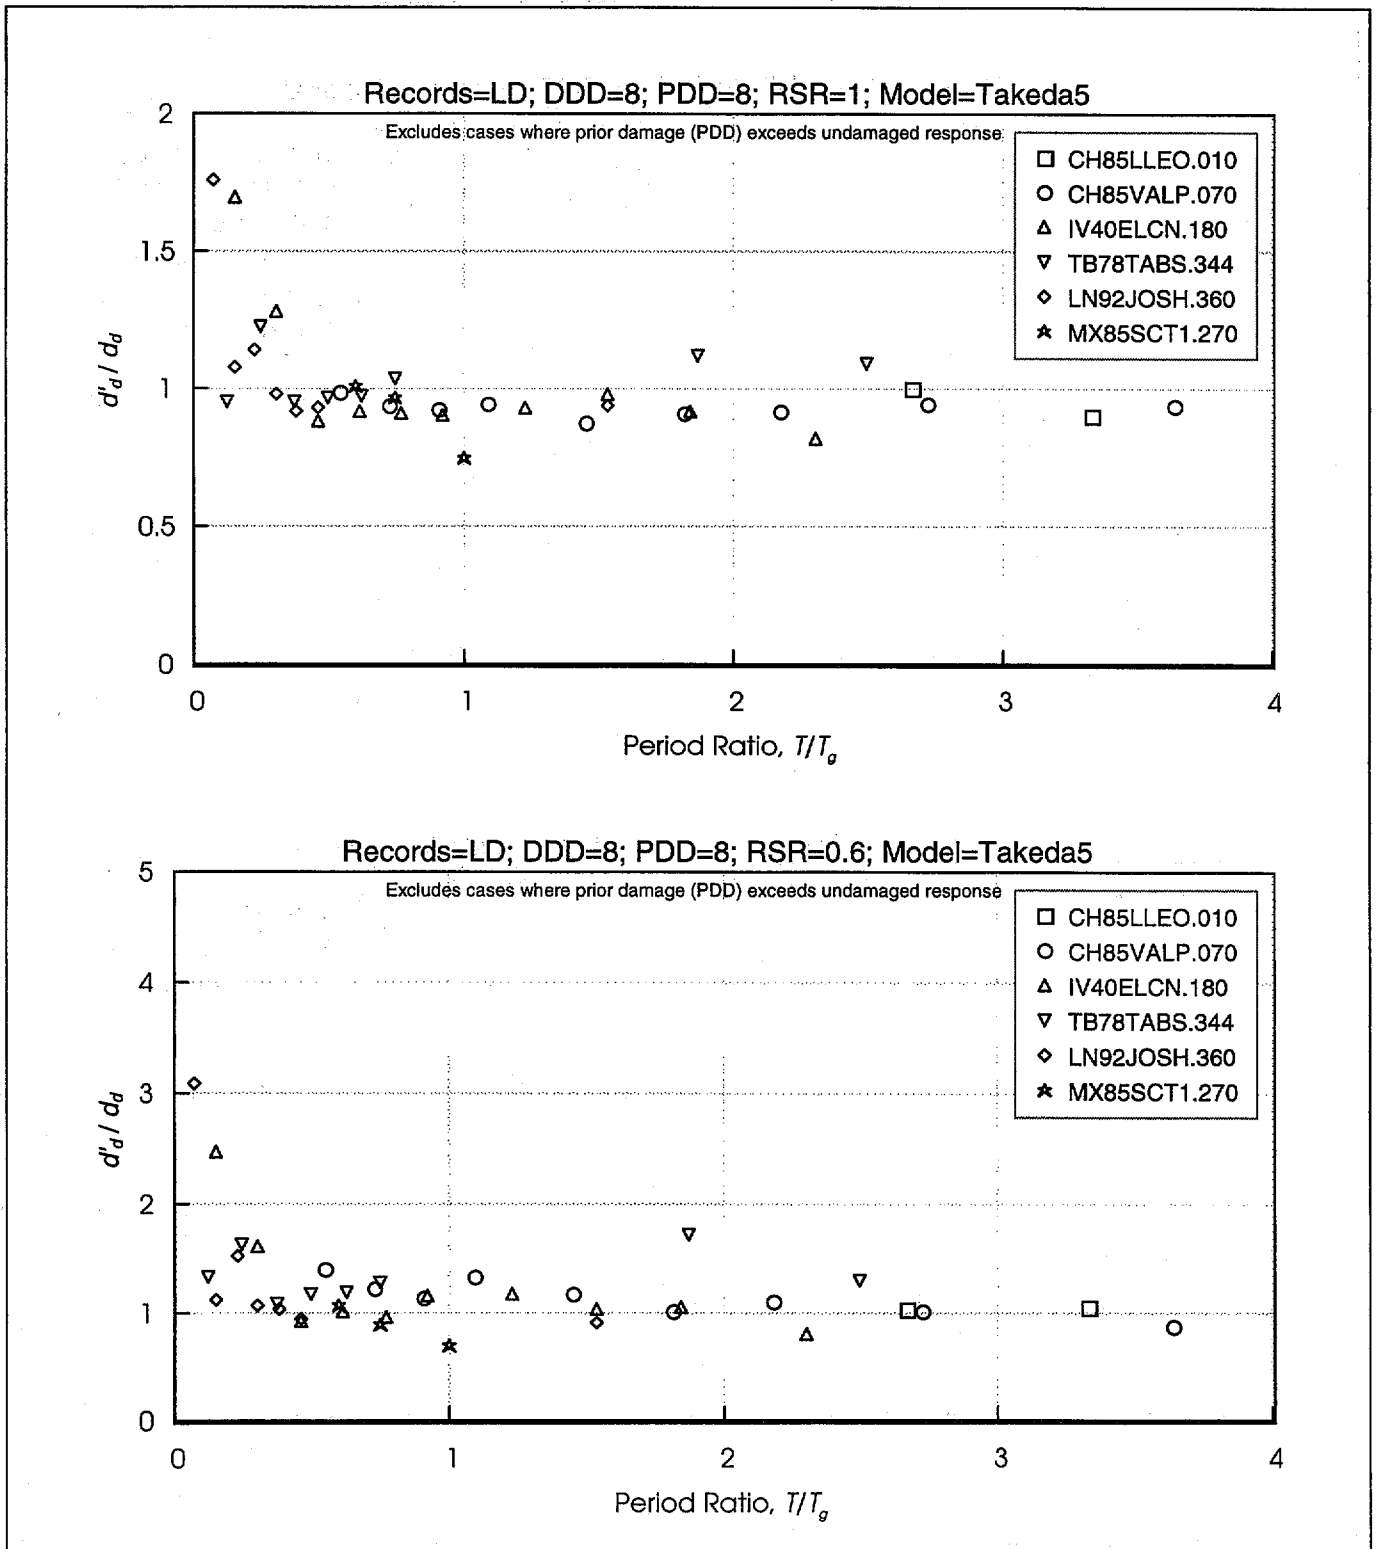 Records=LD; DDD=8; PDD=8; RSR=1; Model=Takeda5
Excludes cases where prior damage (PDD) exceeds undamaged response
2
1.5
1
0.5
0
d'd / dd
CH85LLEO.010
CH85VALP.070
IV40ELCN.180
TB78TABS.344
LN92JOSH.360
MX85SCT1.270
0 1 2 3 4
Period Ratio, T/Tg
Records=LD; DDD=8; PDD=8; RSR=0.6; Model=Takeda5
Excludes cases where prior damage (PDD) exceeds undamaged response
5
4
3
2
1
0
d'd / dd
CH85LLEO.010
CH85VALP.070
IV40ELCN.180
TB78TABS.344
LN92JOSH.360
MX85SCT1.270
0 1 2 3 4
Period Ratio, T/Tg